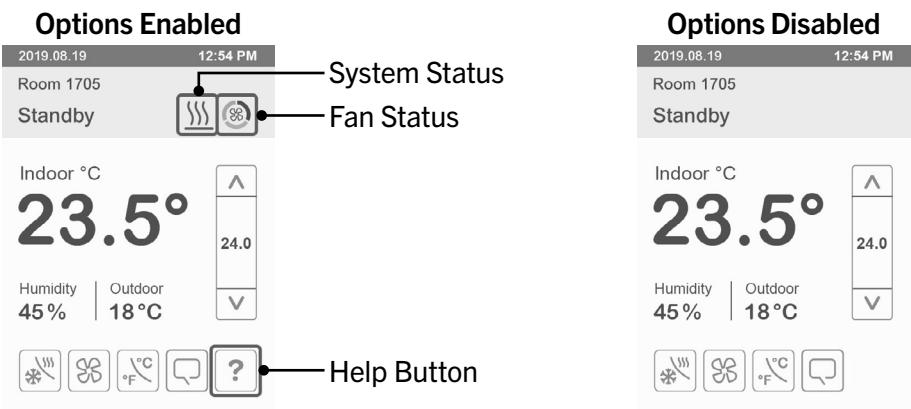 Options Enabled
2019.08.19 12:54 PM
Room 1705
Standby
System Status
Fan Status
Indoor °C
23.5°
24.0
Humidity Outdoor
45% 18°C
°C
°F
?
Help Button
Options Disabled
2019.08.19 12:54 PM
Room 1705
Standby
Indoor °C
23.5°
24.0
Humidity Outdoor
45% 18°C
°C
°F